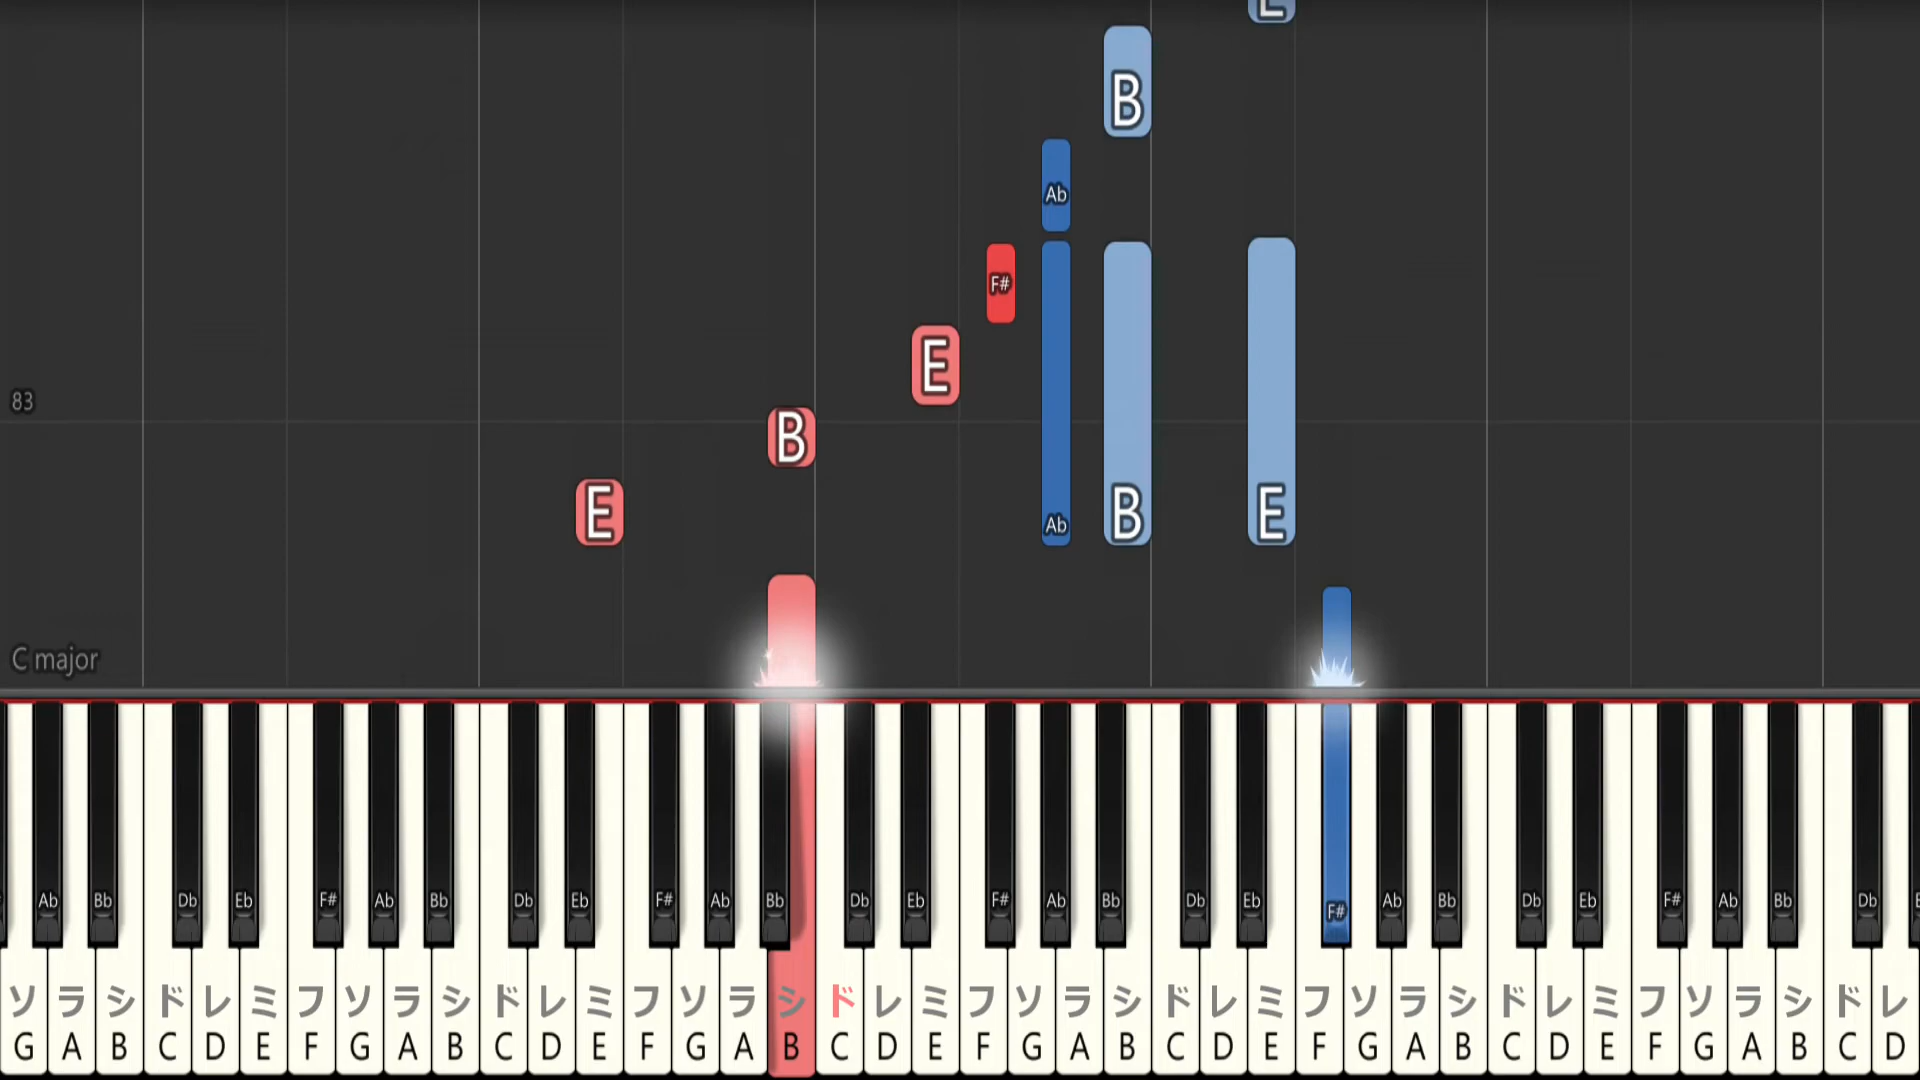 E
B
Ab
F#
E
83
B
E
Ab
B
E
C major
Ab Bb Db Eb F# Ab Bb Db Eb F# Ab Bb Db Eb F# Ab Bb Db Eb F# Ab Bb Db Eb F# Ab Bb Db
ソ ラ シ ド レ ミ フ ソ ラ シ ド レ ミ フ ソ ラ シ ド レ ミ フ ソ ラ シ ド レ ミ フ ソ ラ シ ド レ ミ フ ソ ラ シ ド レ
G A B C D E F G A B C D E F G A B C D E F G A B C D E F G A B C D E F G A B C D